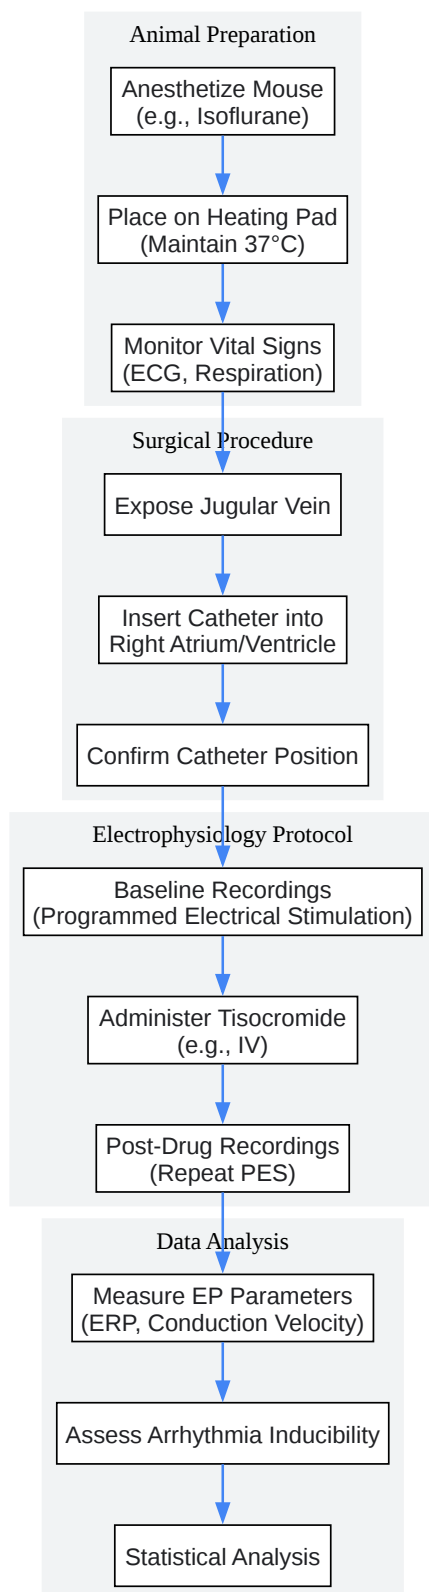 Animal Preparation
Anesthetize Mouse
(e.g., Isoflurane)
Place on Heating Pad
(Maintain 37°C)
Monitor Vital Signs
(ECG, Respiration)
Surgical Procedure
Expose Jugular Vein
Insert Catheter into
Right Atrium/Ventricle
Confirm Catheter Position
Electrophysiology Protocol
Baseline Recordings
(Programmed Electrical Stimulation)
Administer Tisocromide
(e.g., IV)
Post-Drug Recordings
(Repeat PES)
Data Analysis
Measure EP Parameters
(ERP, Conduction Velocity)
Assess Arrhythmia Inducibility
Statistical Analysis